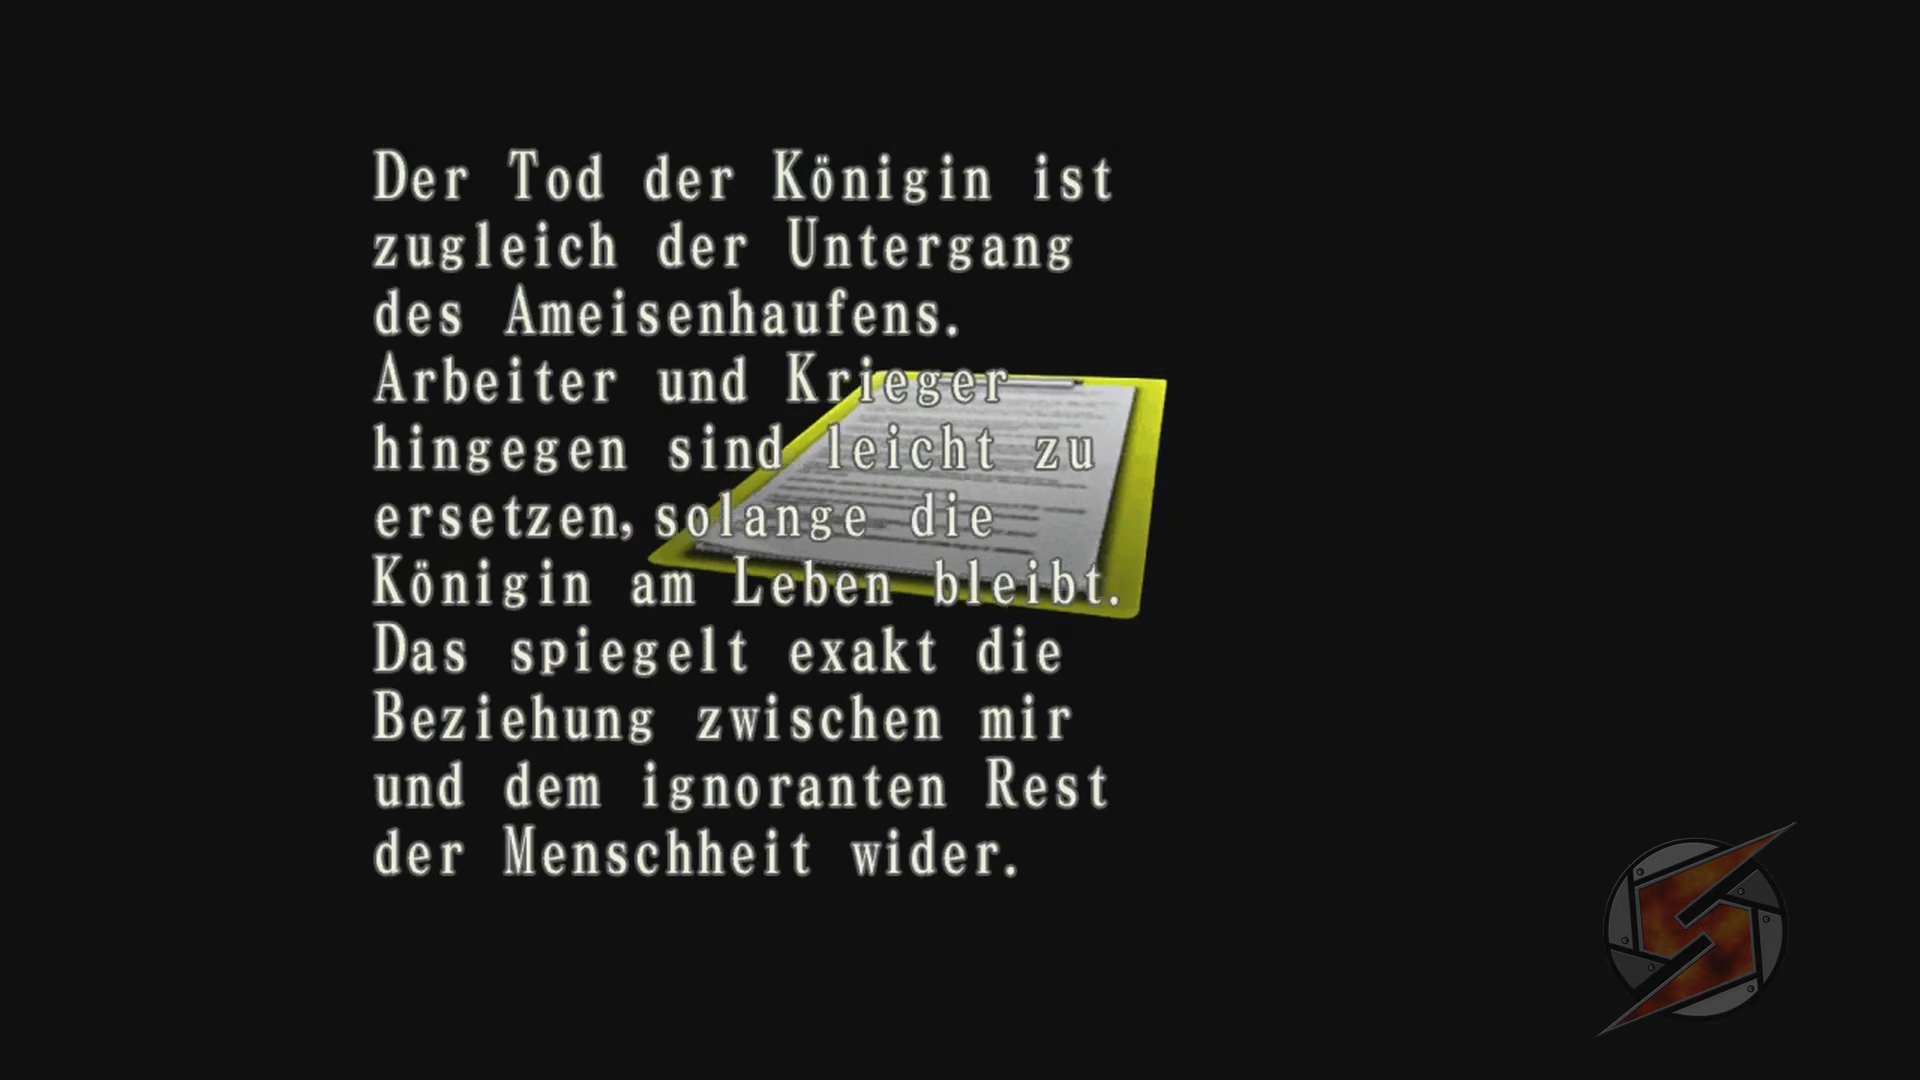 Der Tod der Königin ist
zugleich der Untergang
des Ameisenhaufens.
Arbeiter und Krieger
hingegen sind leicht zu
ersetzen, solange die
Königin am Leben bleibt.
Das spiegelt exakt die
Beziehung zwischen mir
und dem ignoranten Rest
der Menschheit wider.